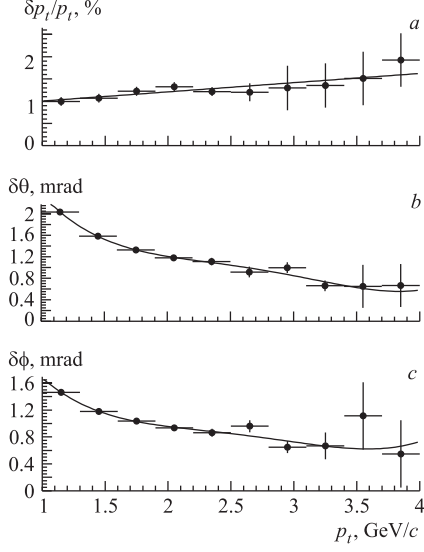 δp_t/p_t, %
a
2
1
0
δθ, mrad
b
2
1.6
1.2
0.8
0.4
0
δϕ, mrad
c
1.6
1.2
0.8
0.4
0
1 1.5 2 2.5 3 3.5 4
p_t, GeV/c